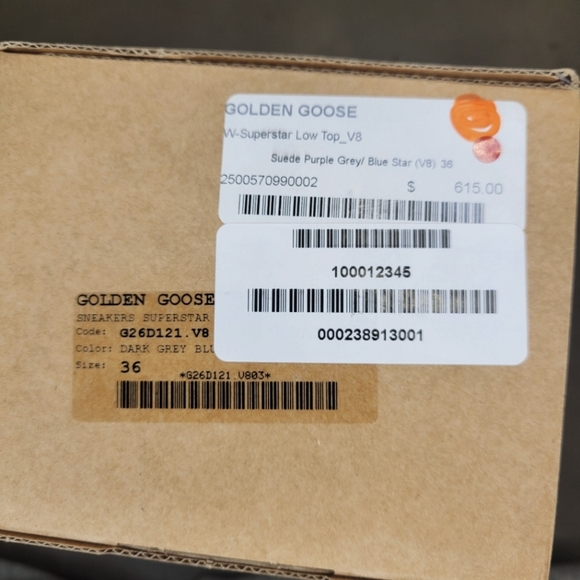 GOLDEN GOOSE
W-Superstar Low Top_V8
Suede Purple Grey/ Blue Star (V8) 36
2500570990002 $ 615.00
100012345
000238913001
GOLDEN GOOSE
SNEAKERS SUPERSTAR
Code: G26D121.V8
Color: DARK GREY BLU
Size: 36
*G26D121.V803*